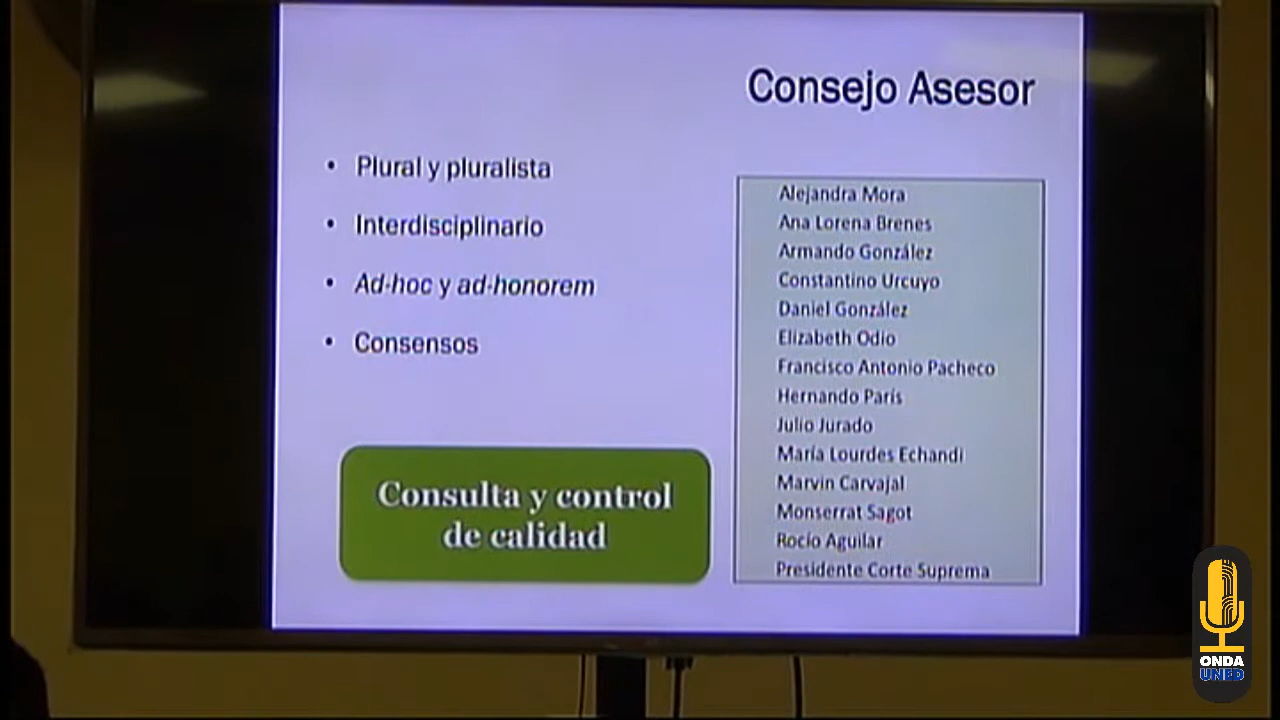 Consejo Asesor
• Plural y pluralista
• Interdisciplinario
• Ad-hoc y ad-honorem
• Consensos
Consulta y control
de calidad
Alejandra Mora
Ana Lorena Brenes
Armando González
Constantino Urcuyo
Daniel González
Elizabeth Odio
Francisco Antonio Pacheco
Hernando París
Julio Jurado
María Lourdes Echandi
Marvin Carvajal
Monserrat Sagot
Rocío Aguilar
Presidente Corte Suprema
ONDA
UNED